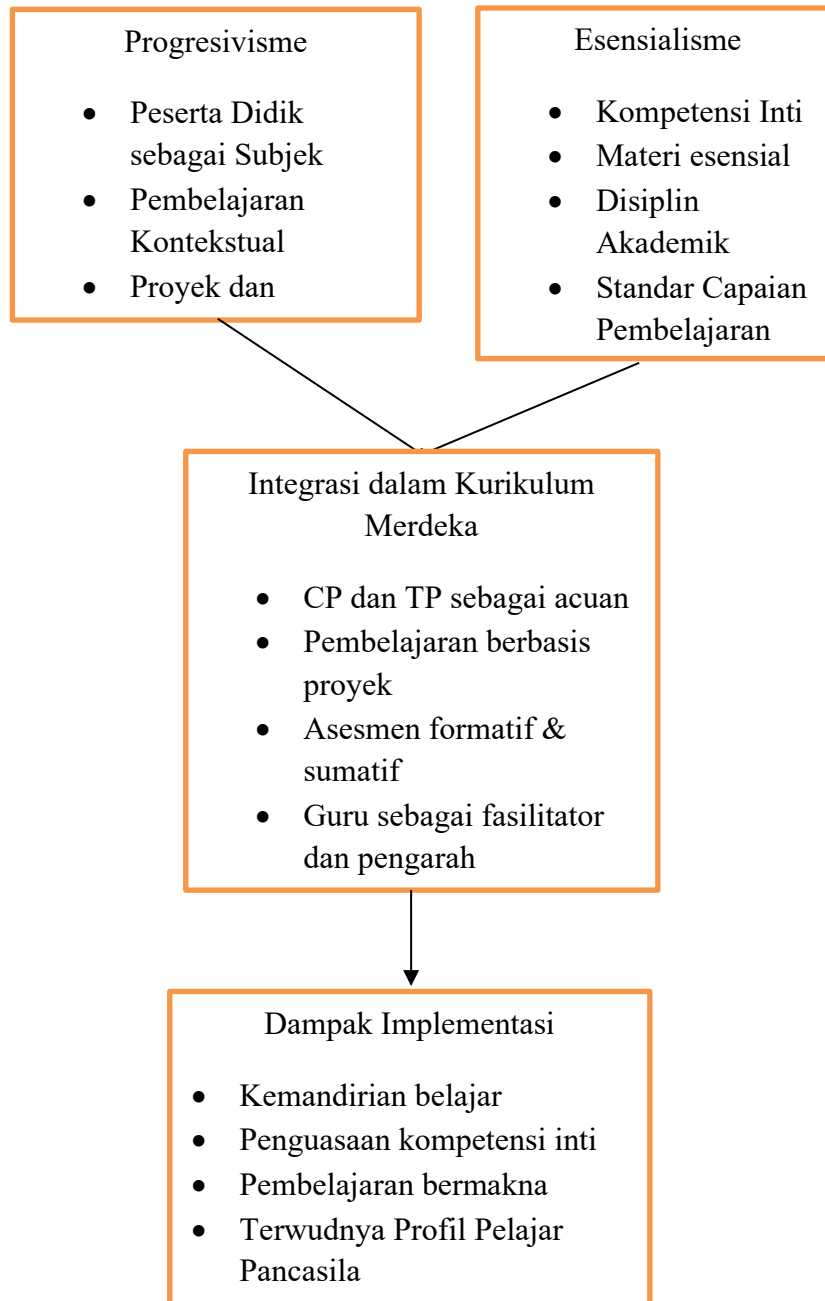 Progresivisme
• Peserta Didik
sebagai Subjek
• Pembelajaran
Kontekstual
• Proyek dan
Esensialisme
• Kompetensi Inti
• Materi esensial
• Disiplin
Akademik
• Standar Capaian
Pembelajaran
Integrasi dalam Kurikulum
Merdeka
• CP dan TP sebagai acuan
• Pembelajaran berbasis
proyek
• Asesmen formatif &
sumatif
• Guru sebagai fasilitator
dan pengarah
Dampak Implementasi
• Kemandirian belajar
• Penguasaan kompetensi inti
• Pembelajaran bermakna
• Terwudnya Profil Pelajar
Pancasila